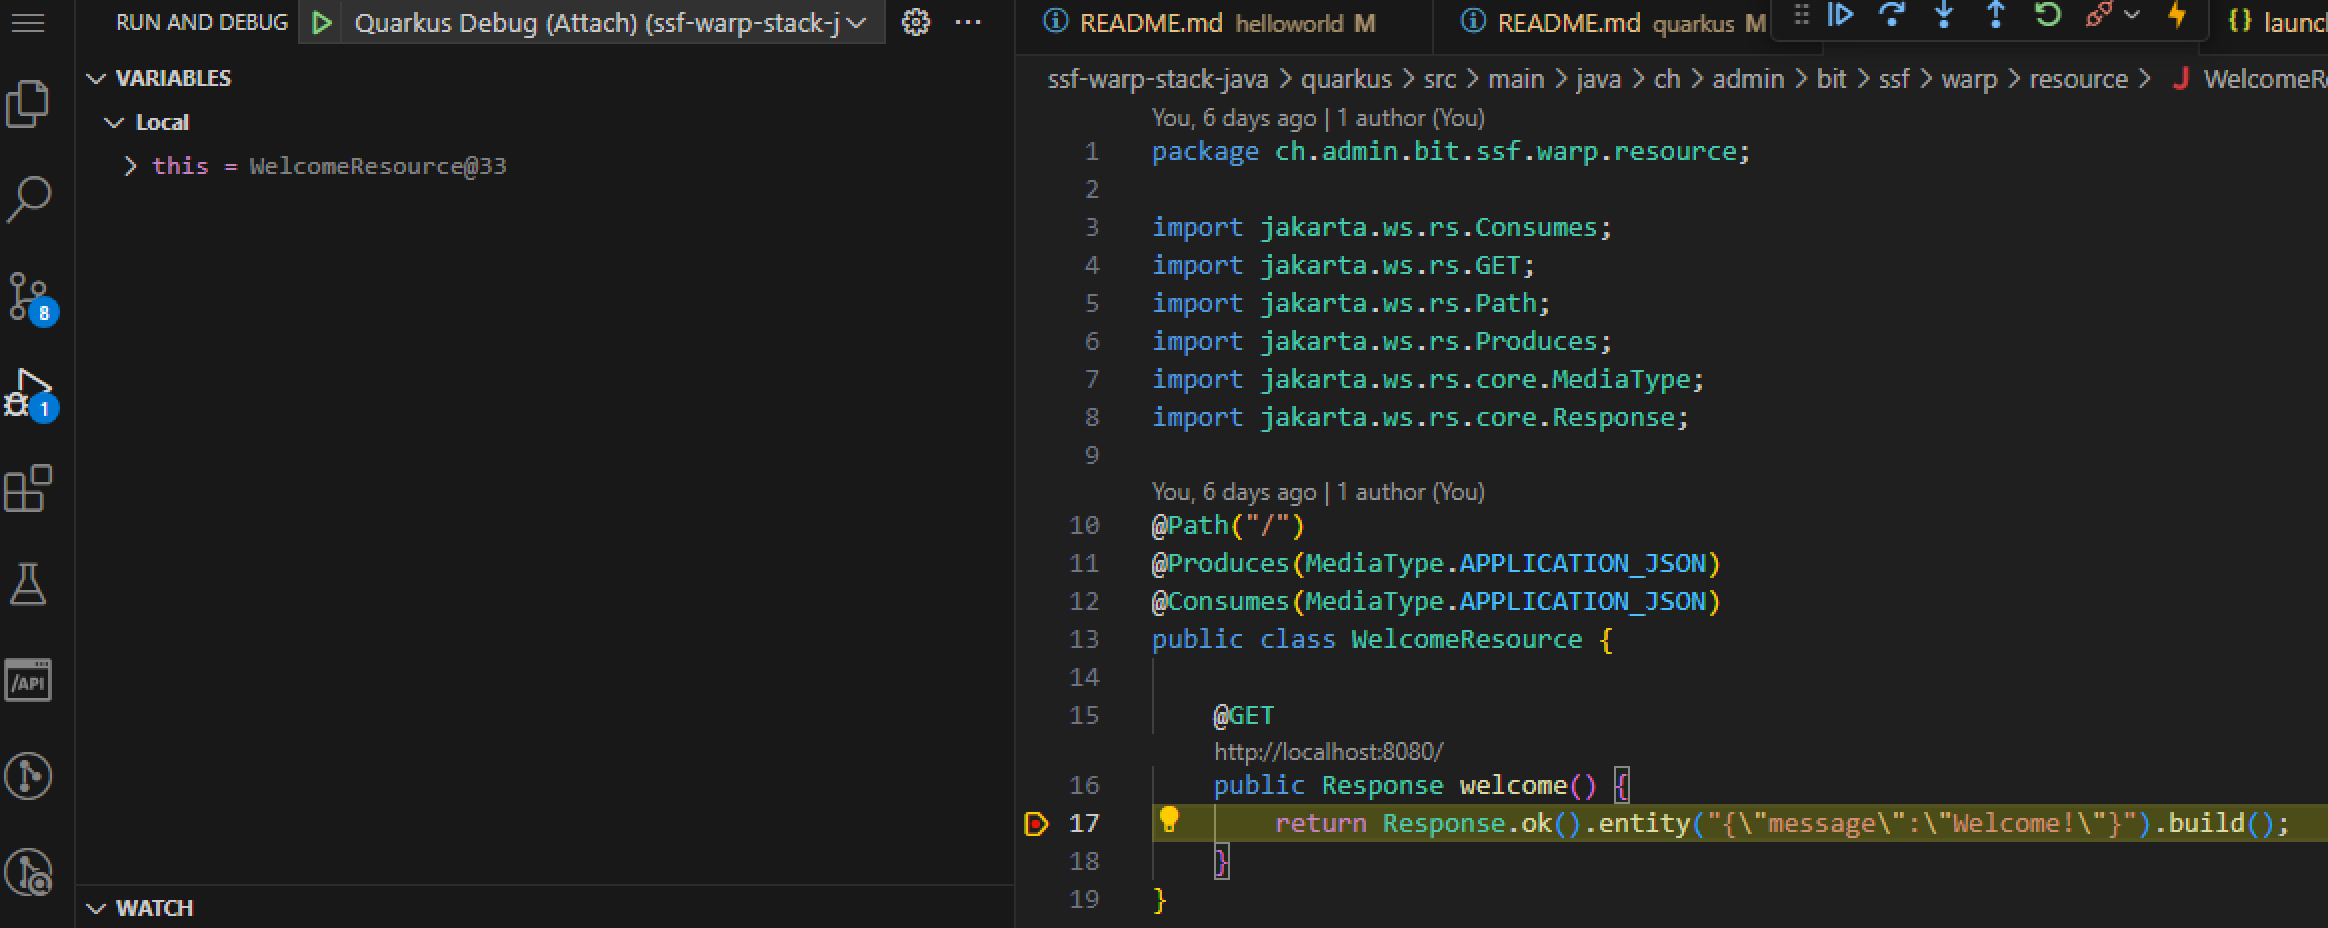 RUN AND DEBUG
Quarkus Debug (Attach) (ssf-warp-stack-j
VARIABLES
Local
this = WelcomeResource@33
8
1
/API
WATCH
README.md helloworld M
README.md quarkus M
{} launc
ssf-warp-stack-java > quarkus > src > main > java > ch > admin > bit > ssf > warp > resource > J WelcomeR
You, 6 days ago | 1 author (You)
1 package ch.admin.bit.ssf.warp.resource;
2
3 import jakarta.ws.rs.Consumes;
4 import jakarta.ws.rs.GET;
5 import jakarta.ws.rs.Path;
6 import jakarta.ws.rs.Produces;
7 import jakarta.ws.rs.core.MediaType;
8 import jakarta.ws.rs.core.Response;
9
You, 6 days ago | 1 author (You)
10 @Path("/")
11 @Produces(MediaType.APPLICATION_JSON)
12 @Consumes(MediaType.APPLICATION_JSON)
13 public class WelcomeResource {
14
15 @GET
http://localhost:8080/
16 public Response welcome() {
17 return Response.ok().entity("{\"message\":\"Welcome!\"}").build();
18 }
19 }